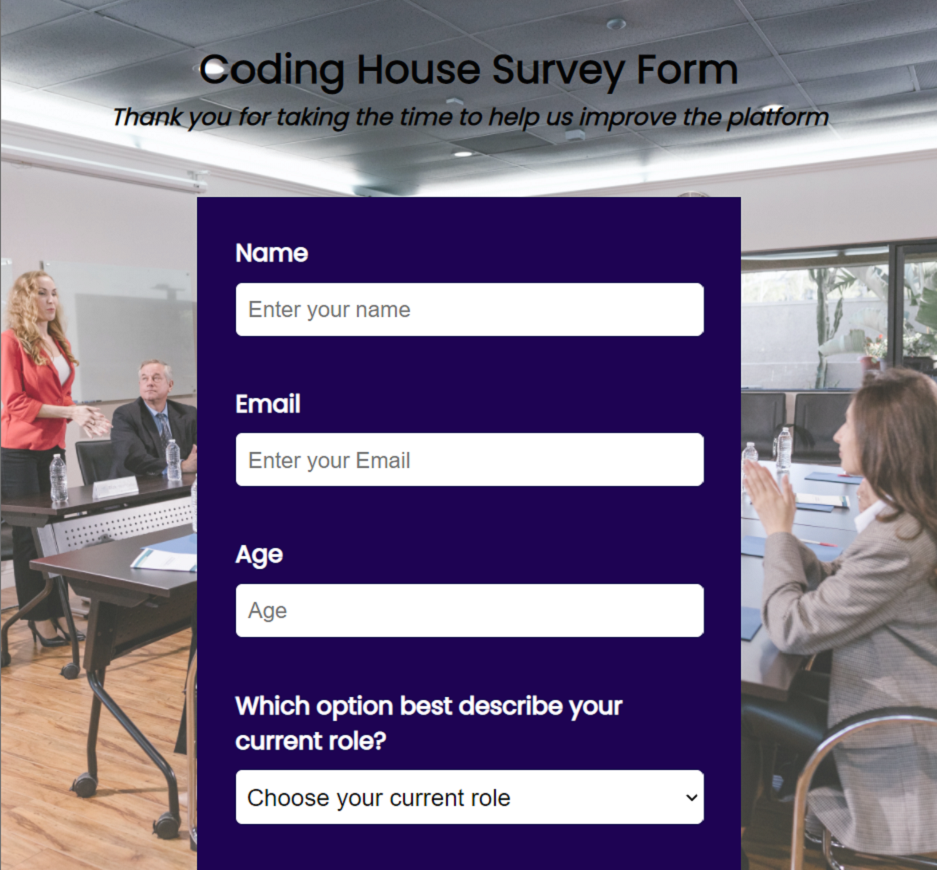 Coding House Survey Form
Thank you for taking the time to help us improve the platform
Name
Enter your name
Email
Enter your Email
Age
Age
Which option best describe your
current role?
Choose your current role